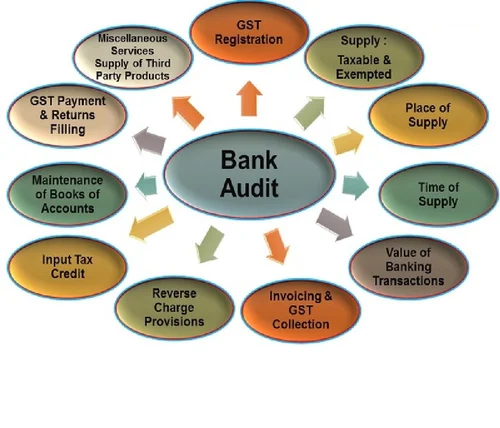 GST
Registration
Supply :
Taxable &
Exempted
Place of
Supply
Time of
Supply
Value of
Banking
Transactions
Invoicing &
GST
Collection
Reverse
Charge
Provisions
Input Tax
Credit
Maintenance
of Books of
Accounts
GST Payment
& Returns
Filling
Miscellaneous
Services
Supply of Third
Party Products
Bank
Audit